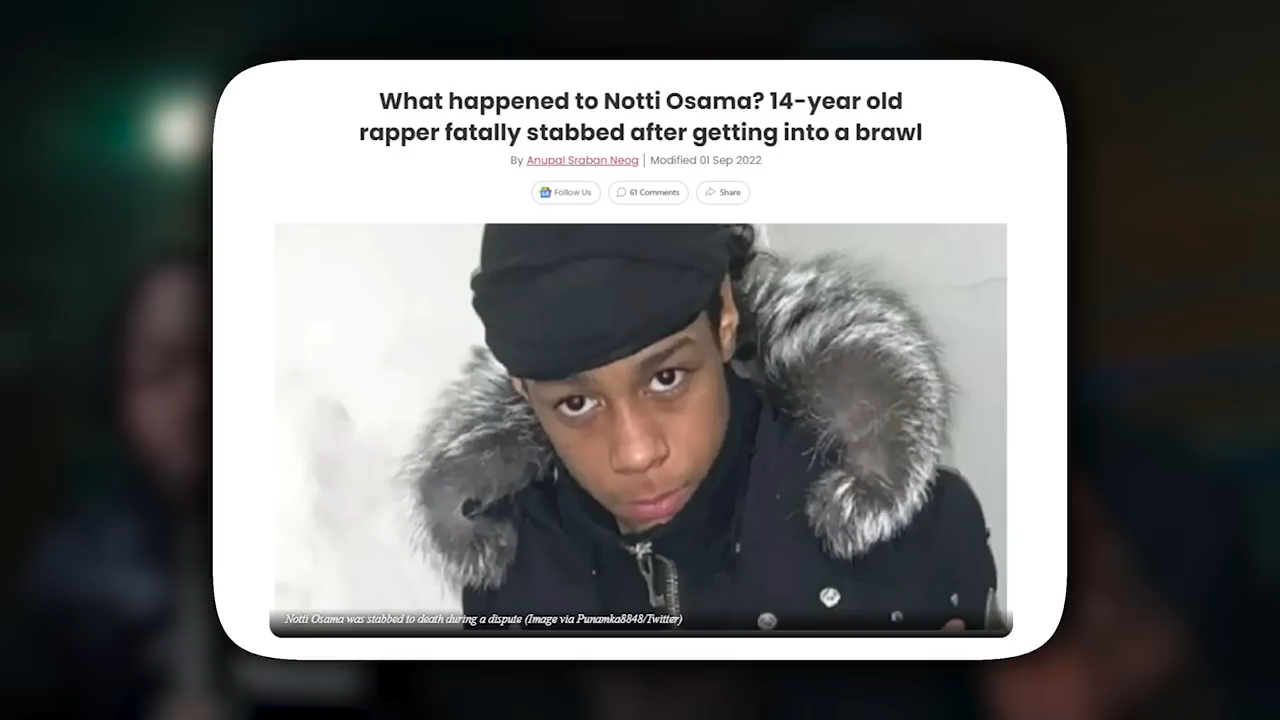 What happened to Notti Osama? 14-year old
rapper fatally stabbed after getting into a brawl
By Anupal Sraban Neog | Modified 01 Sep 2022
Follow Us 61 Comments Share
Notti Osama was stabbed to death during a dispute (Image via Punamka8848/Twitter)